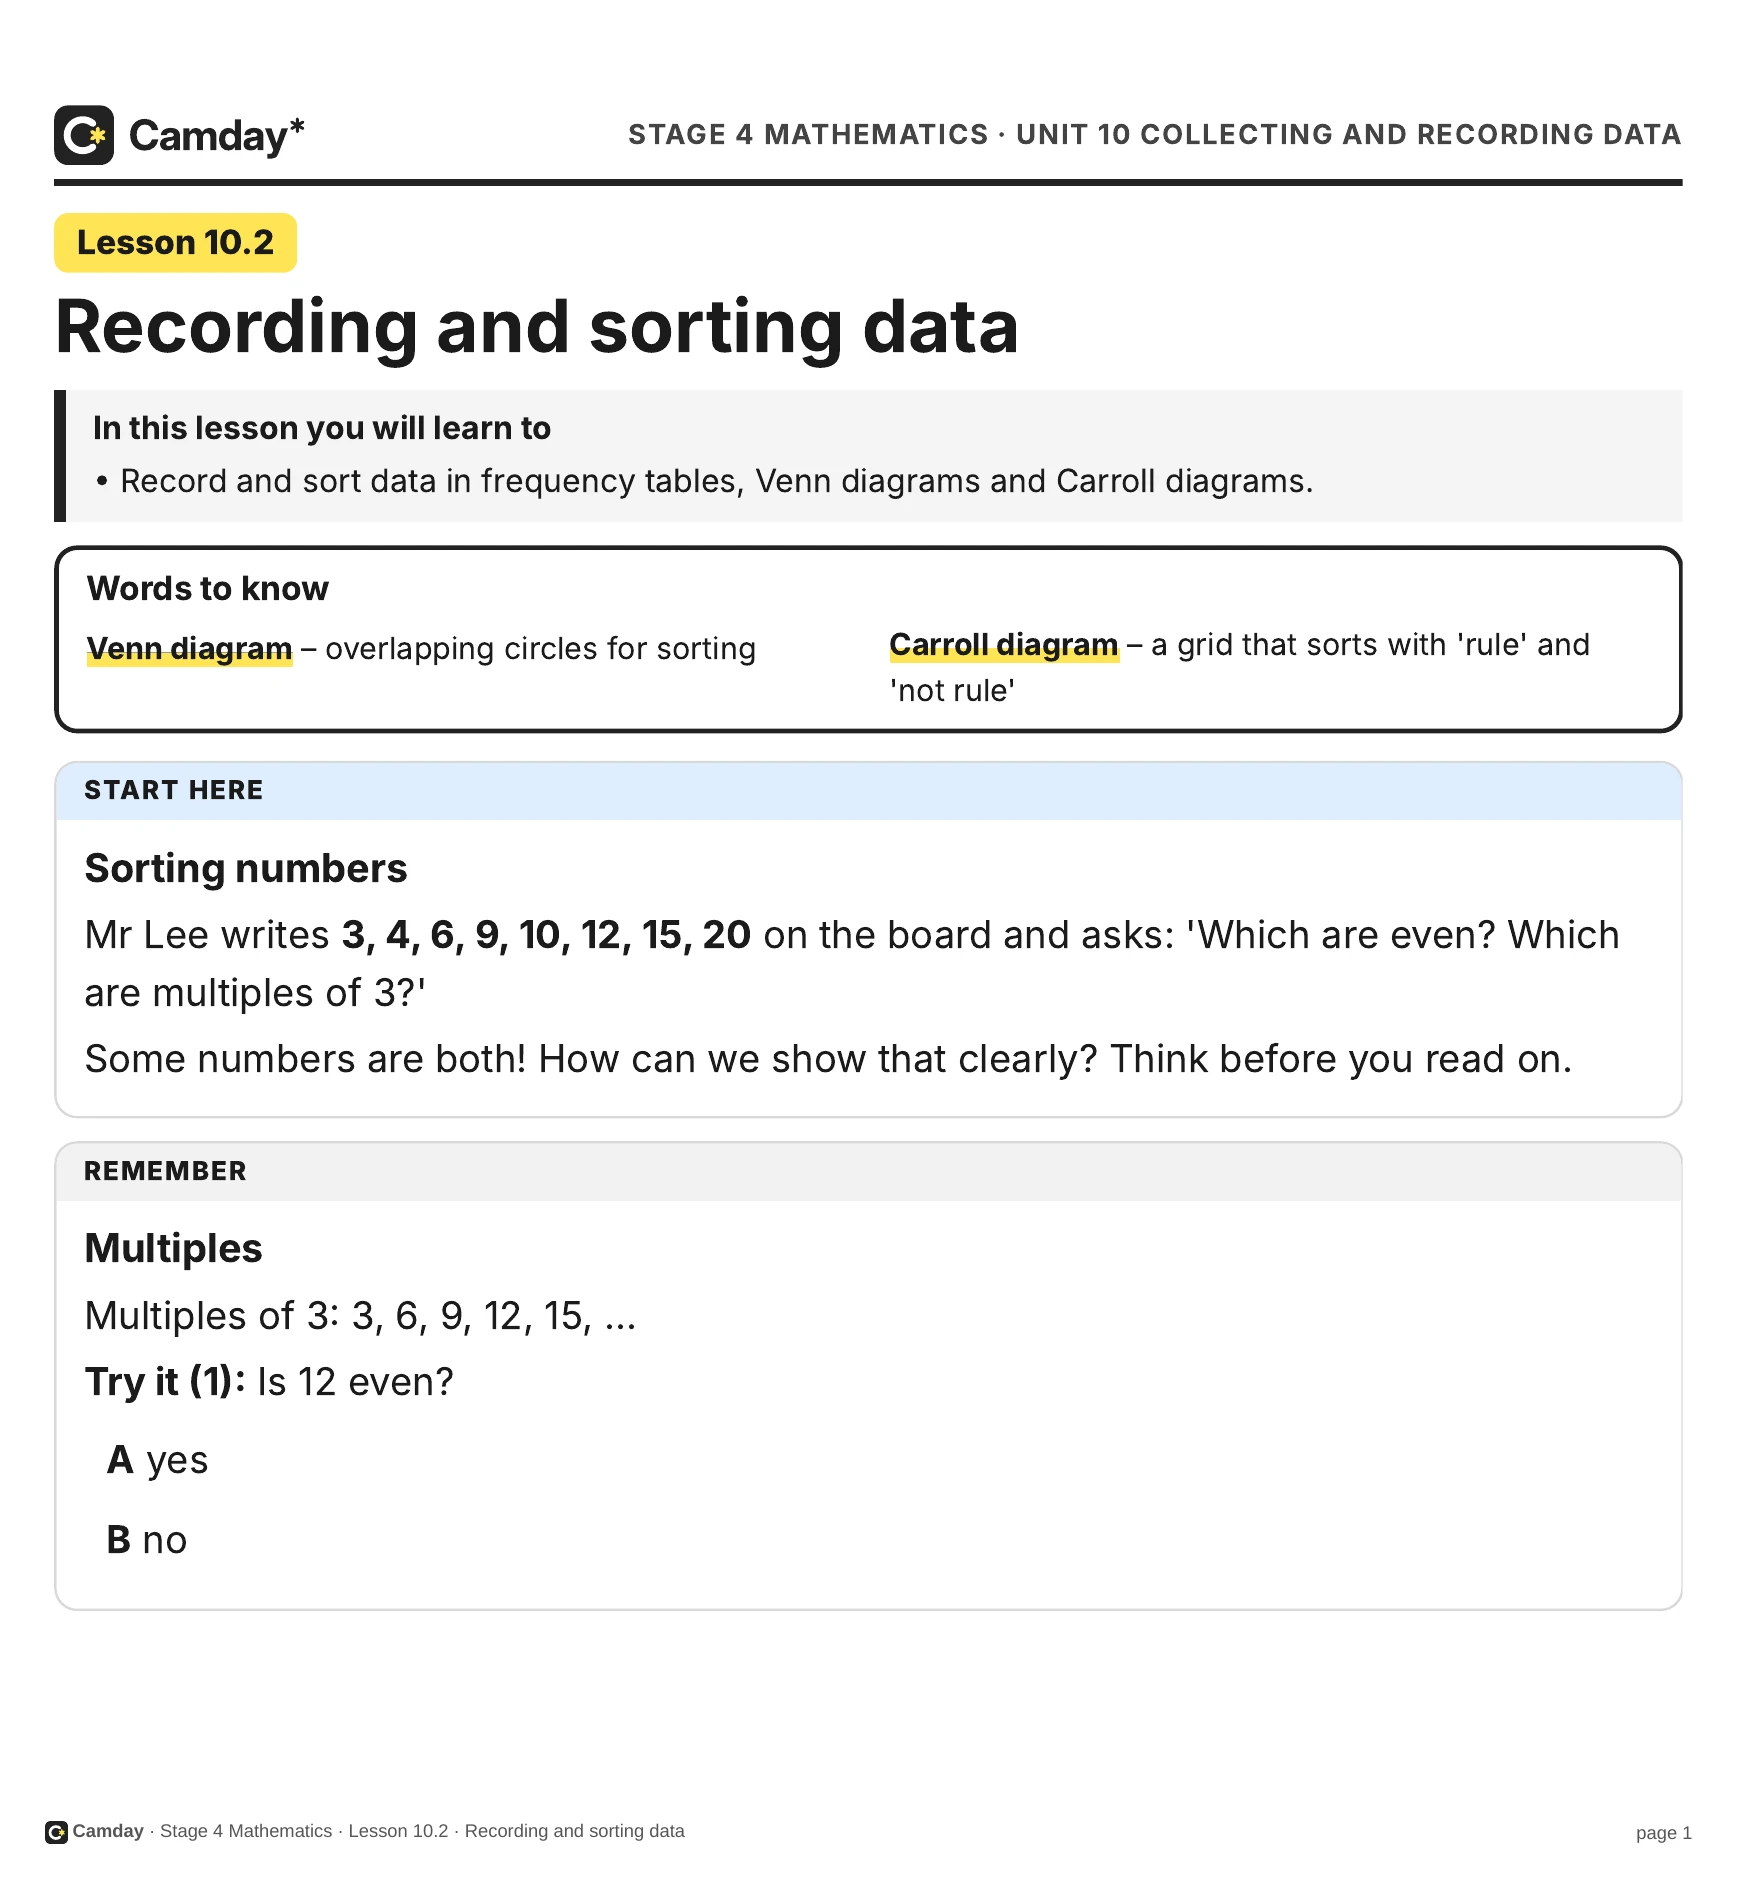 Camday*
STAGE 4 MATHEMATICS · UNIT 10 COLLECTING AND RECORDING DATA
Lesson 10.2
Recording and sorting data
In this lesson you will learn to
• Record and sort data in frequency tables, Venn diagrams and Carroll diagrams.
Words to know
Venn diagram – overlapping circles for sorting
Carroll diagram – a grid that sorts with 'rule' and
'not rule'
START HERE
Sorting numbers
Mr Lee writes 3, 4, 6, 9, 10, 12, 15, 20 on the board and asks: 'Which are even? Which
are multiples of 3?'
Some numbers are both! How can we show that clearly? Think before you read on.
REMEMBER
Multiples
Multiples of 3: 3, 6, 9, 12, 15, ...
Try it (1): Is 12 even?
A yes
B no
Camday · Stage 4 Mathematics · Lesson 10.2 · Recording and sorting data
page 1